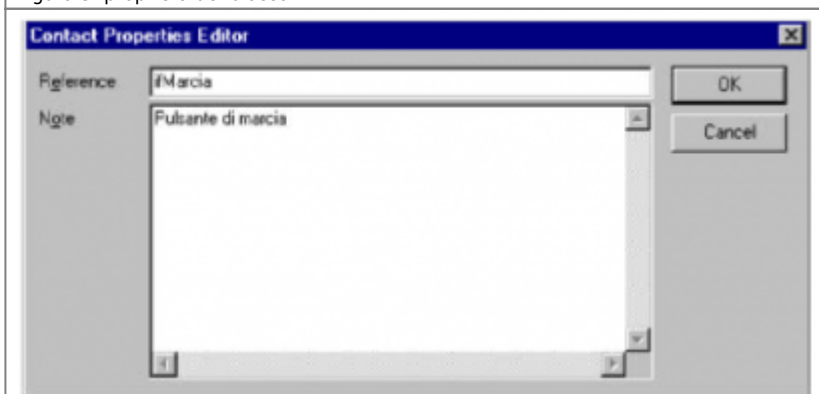 Contact Properties Editor
Reference
ifMarcia
OK
Note
Pulsante di marcia
Cancel